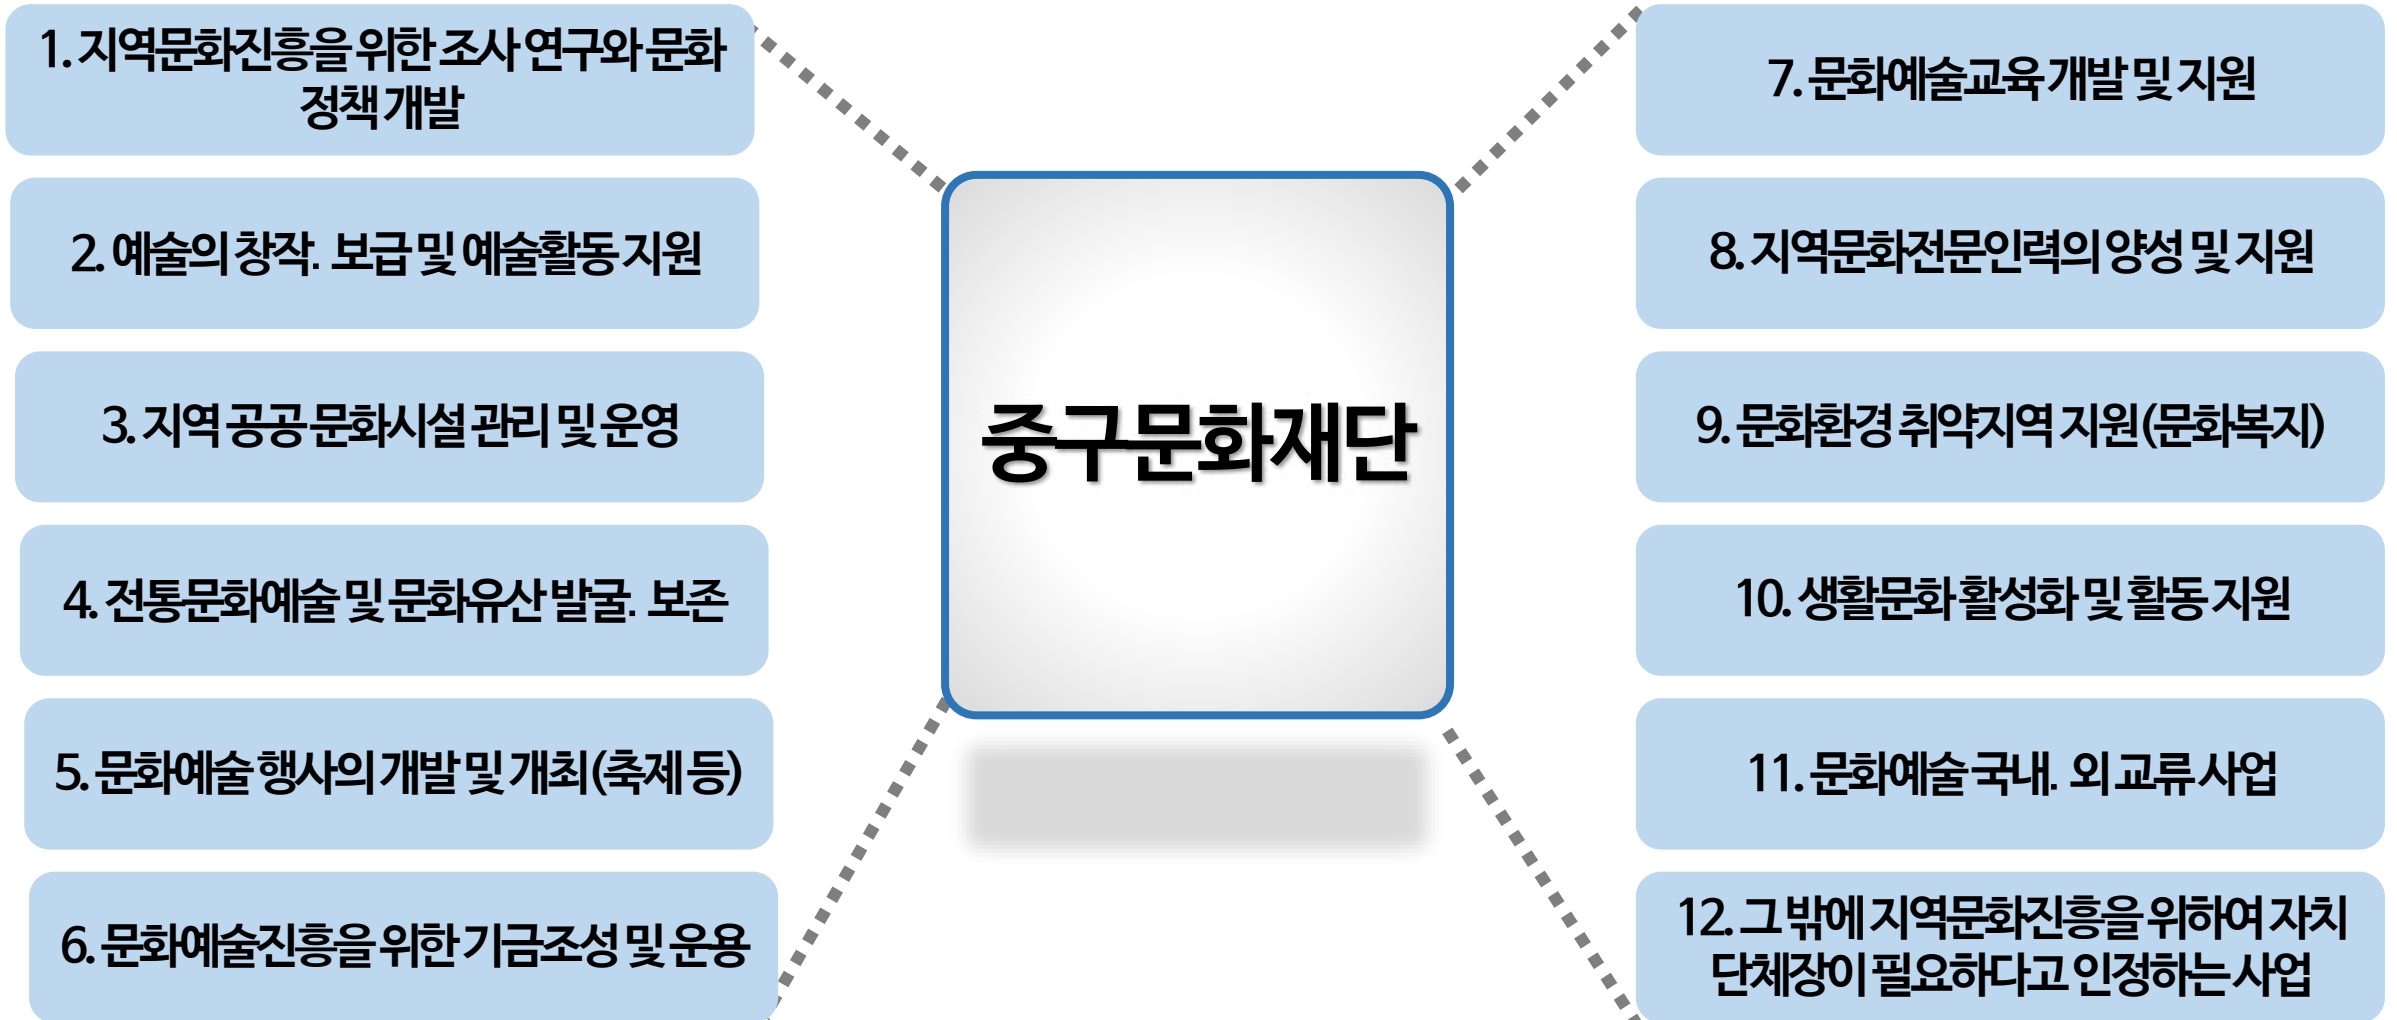 1. 지역문화진흥을 위한 조사 연구와 문화
정책 개발
2. 예술의 창작. 보급 및 예술활동 지원
3. 지역 공공 문화시설 관리 및 운영
4. 전통문화예술 및 문화유산 발굴. 보존
5. 문화예술 행사의 개발 및 개최(축제 등)
6. 문화예술진흥을 위한 기금조성 및 운용
중구문화재단
7. 문화예술교육 개발 및 지원
8. 지역문화전문인력의 양성 및 지원
9. 문화환경 취약지역 지원(문화복지)
10. 생활문화 활성화 및 활동 지원
11. 문화예술 국내. 외 교류 사업
12. 그 밖에 지역문화진흥을 위하여 자치
단체장이 필요하다고 인정하는 사업